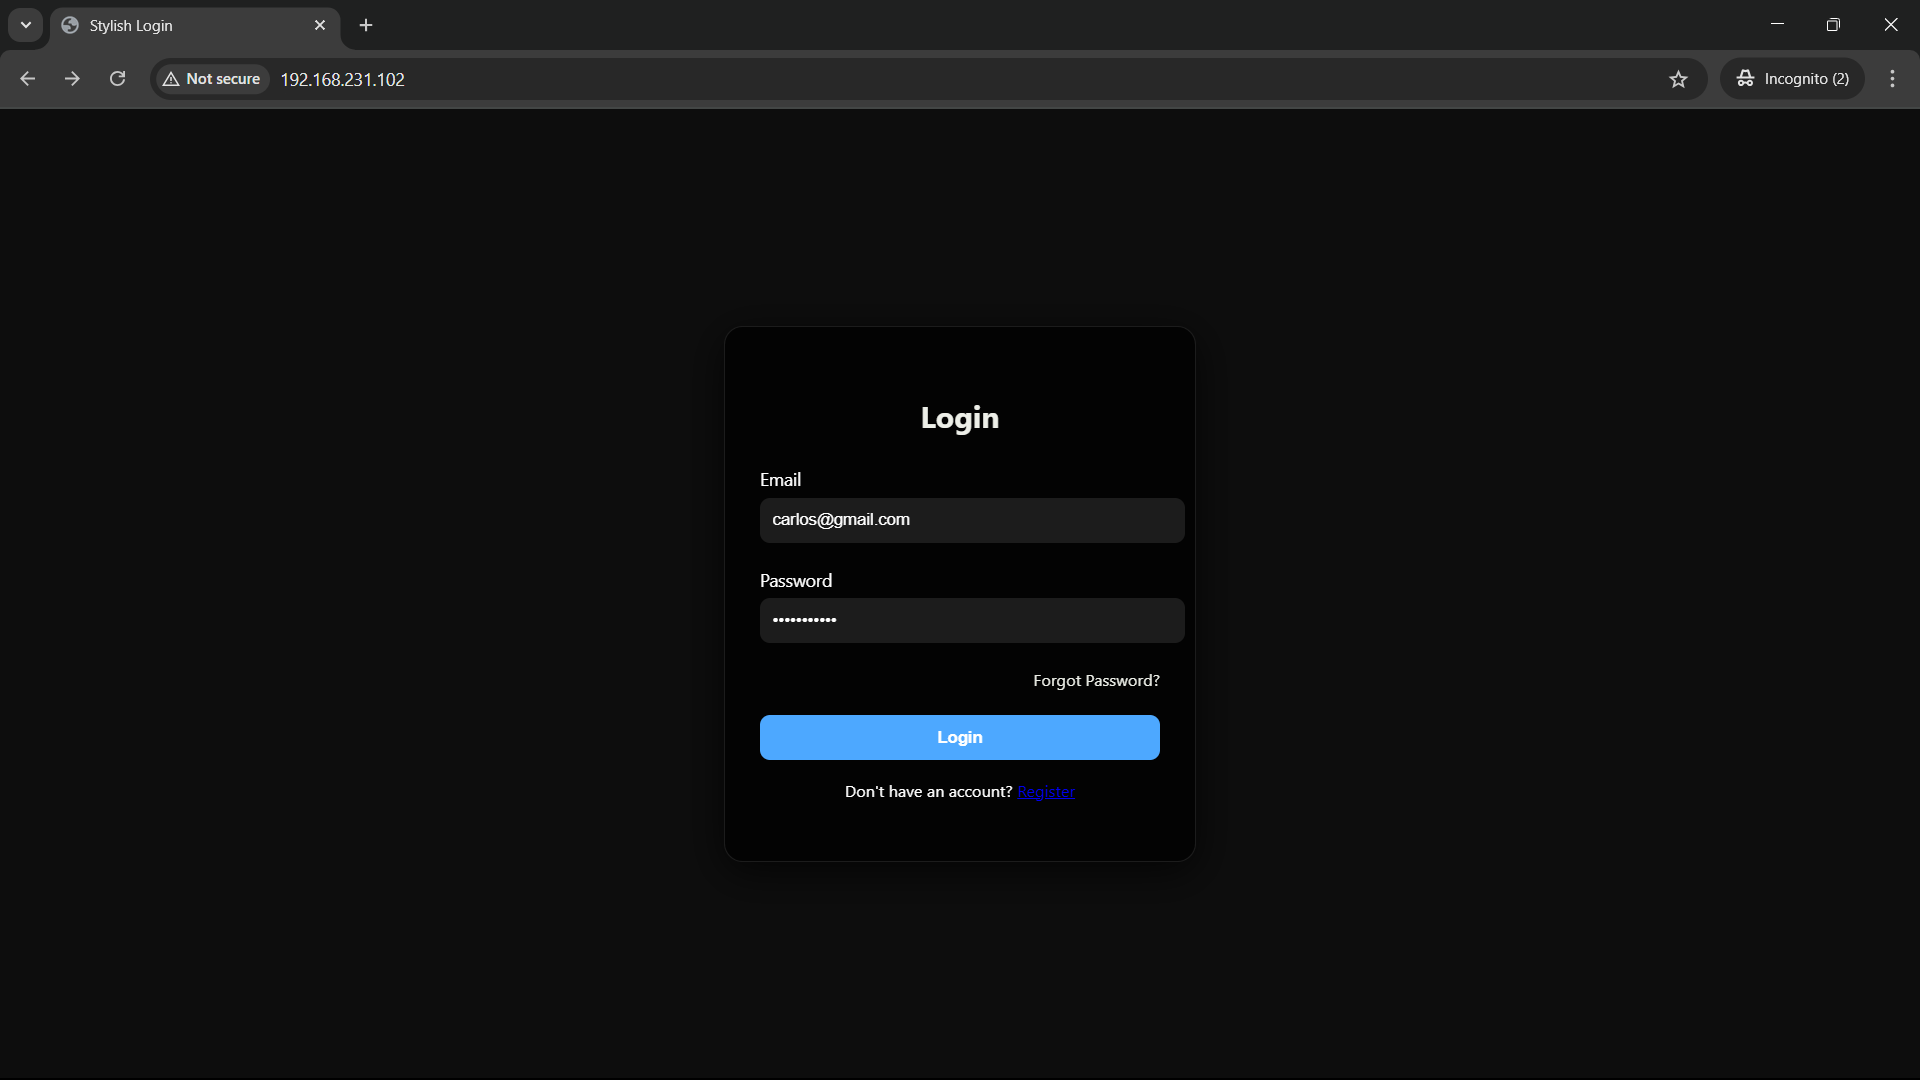 Stylish Login
Not secure 192.168.231.102 Incognito (2)
Login
Email
carlos@gmail.com
Password
•••••••••••
Forgot Password?
Login
Don't have an account? Register